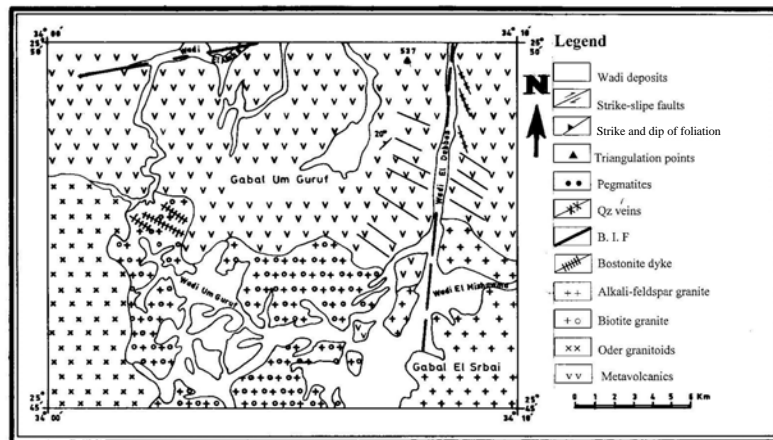 34° 00'
34° 10'
25° 50'
25° 50'
Wadi
537
20°
Gabal Um Guruf
Wadi El Dabbah
Wadi Um Guruf
Gabal El Srbai
25° 45'
25° 45'
34° 00'
34° 10'
N
Legend
Wadi deposits
Strike-slipe faults
Strike and dip of foliation
Triangulation points
Pegmatites
Qz veins
B. I. F
Bostonite dyke
Alkali-feldspar granite
Biotite granite
Oder granitoids
Metavolcanics
0 1 2 3 4 5 6 Km